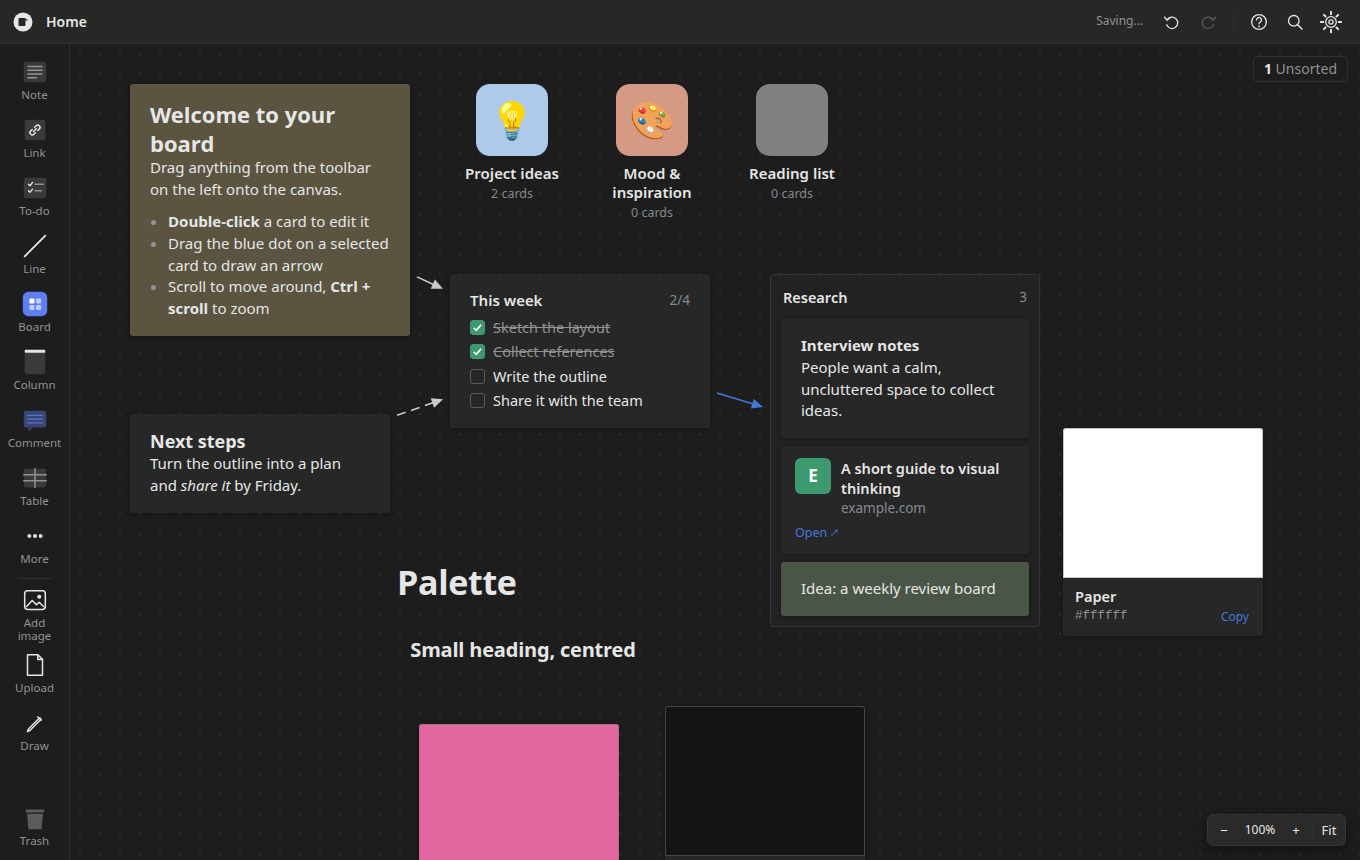 Home
Saving...
Note
Link
To-do
Line
Board
Column
Comment
Table
More
Add
image
Upload
Draw
Trash
1 Unsorted
Welcome to your
board
Drag anything from the toolbar
on the left onto the canvas.
Double-click a card to edit it
Drag the blue dot on a selected
card to draw an arrow
Scroll to move around, Ctrl +
scroll to zoom
Project ideas
2 cards
Mood &
inspiration
0 cards
Reading list
0 cards
This week
2/4
Sketch the layout
Collect references
Write the outline
Share it with the team
Next steps
Turn the outline into a plan
and share it by Friday.
Research
3
Interview notes
People want a calm,
uncluttered space to collect
ideas.
E
A short guide to visual
thinking
example.com
Open ↗
Idea: a weekly review board
Paper
#ffffff
Copy
Palette
Small heading, centred
− 100% + Fit